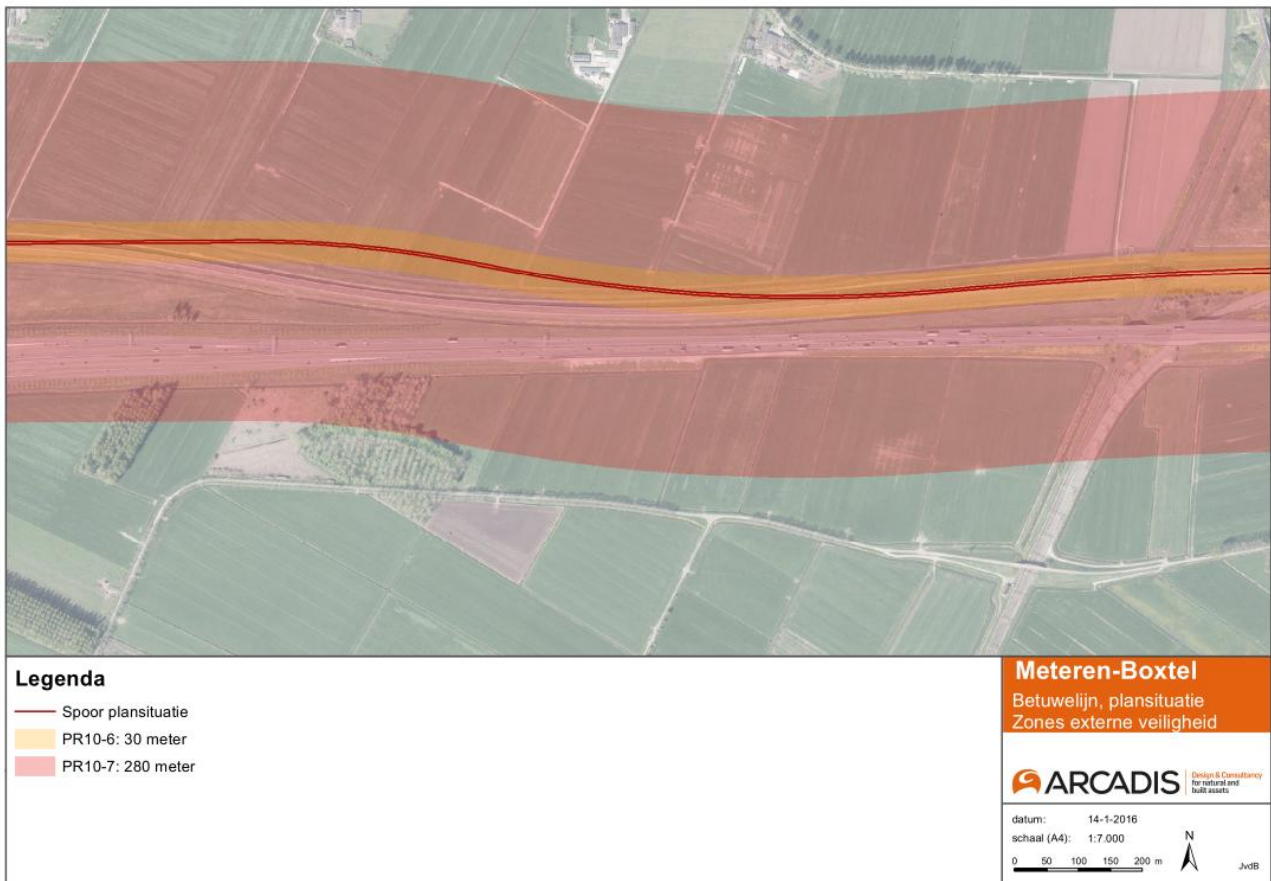 Legenda
Spoor plansituatie
PR10-6: 30 meter
PR10-7: 280 meter
Meteren-Boxtel
Betuwelijn, plansituatie
Zones externe veiligheid
ARCADIS
Design & Consultancy
for natural and
built assets
datum: 14-1-2016
schaal (A4): 1:7.000
0 50 100 150 200 m
N
JvdB